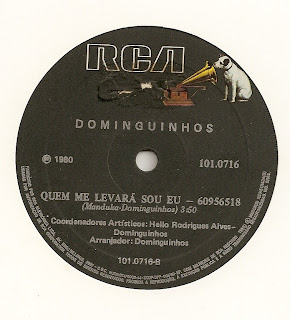 RCA
DOMINGUINHOS
℗ 1980
101.0716
QUEM ME LEVARÁ SOU EU — 60956518
(Manduka-Dominguinhos) 3:50
Coordenadores Artísticos: Helio Rodrigues Alves-
Dominguinhos
Arranjador: Dominguinhos
101.0716-B